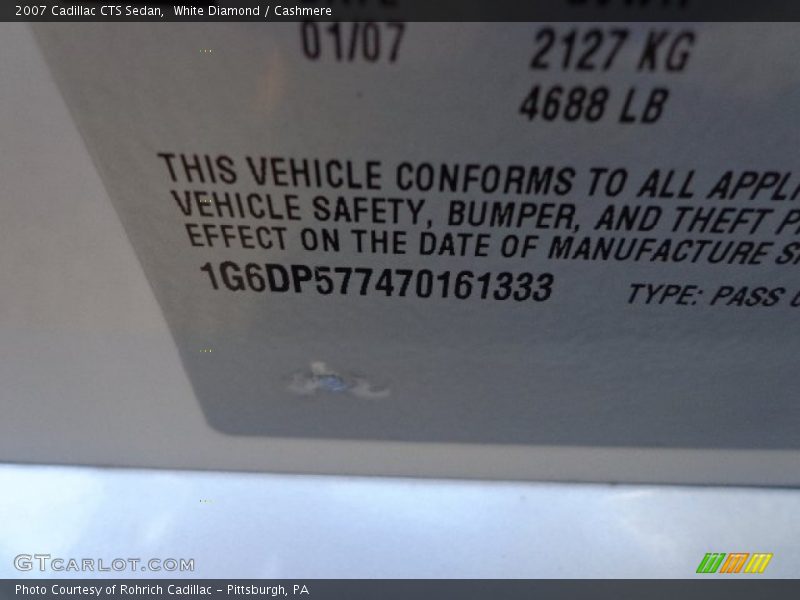 2007 Cadillac CTS Sedan, White Diamond / Cashmere
01/07
2127 KG
4688 LB
THIS VEHICLE CONFORMS TO ALL
VEHICLE SAFETY, BUMPER, AND THEFT
EFFECT ON THE DATE OF MANUFACTURE
1G6DP577470161333 TYPE: PASS
GTCARLOT.COM
Photo Courtesy of Rohrich Cadillac - Pittsburgh, PA